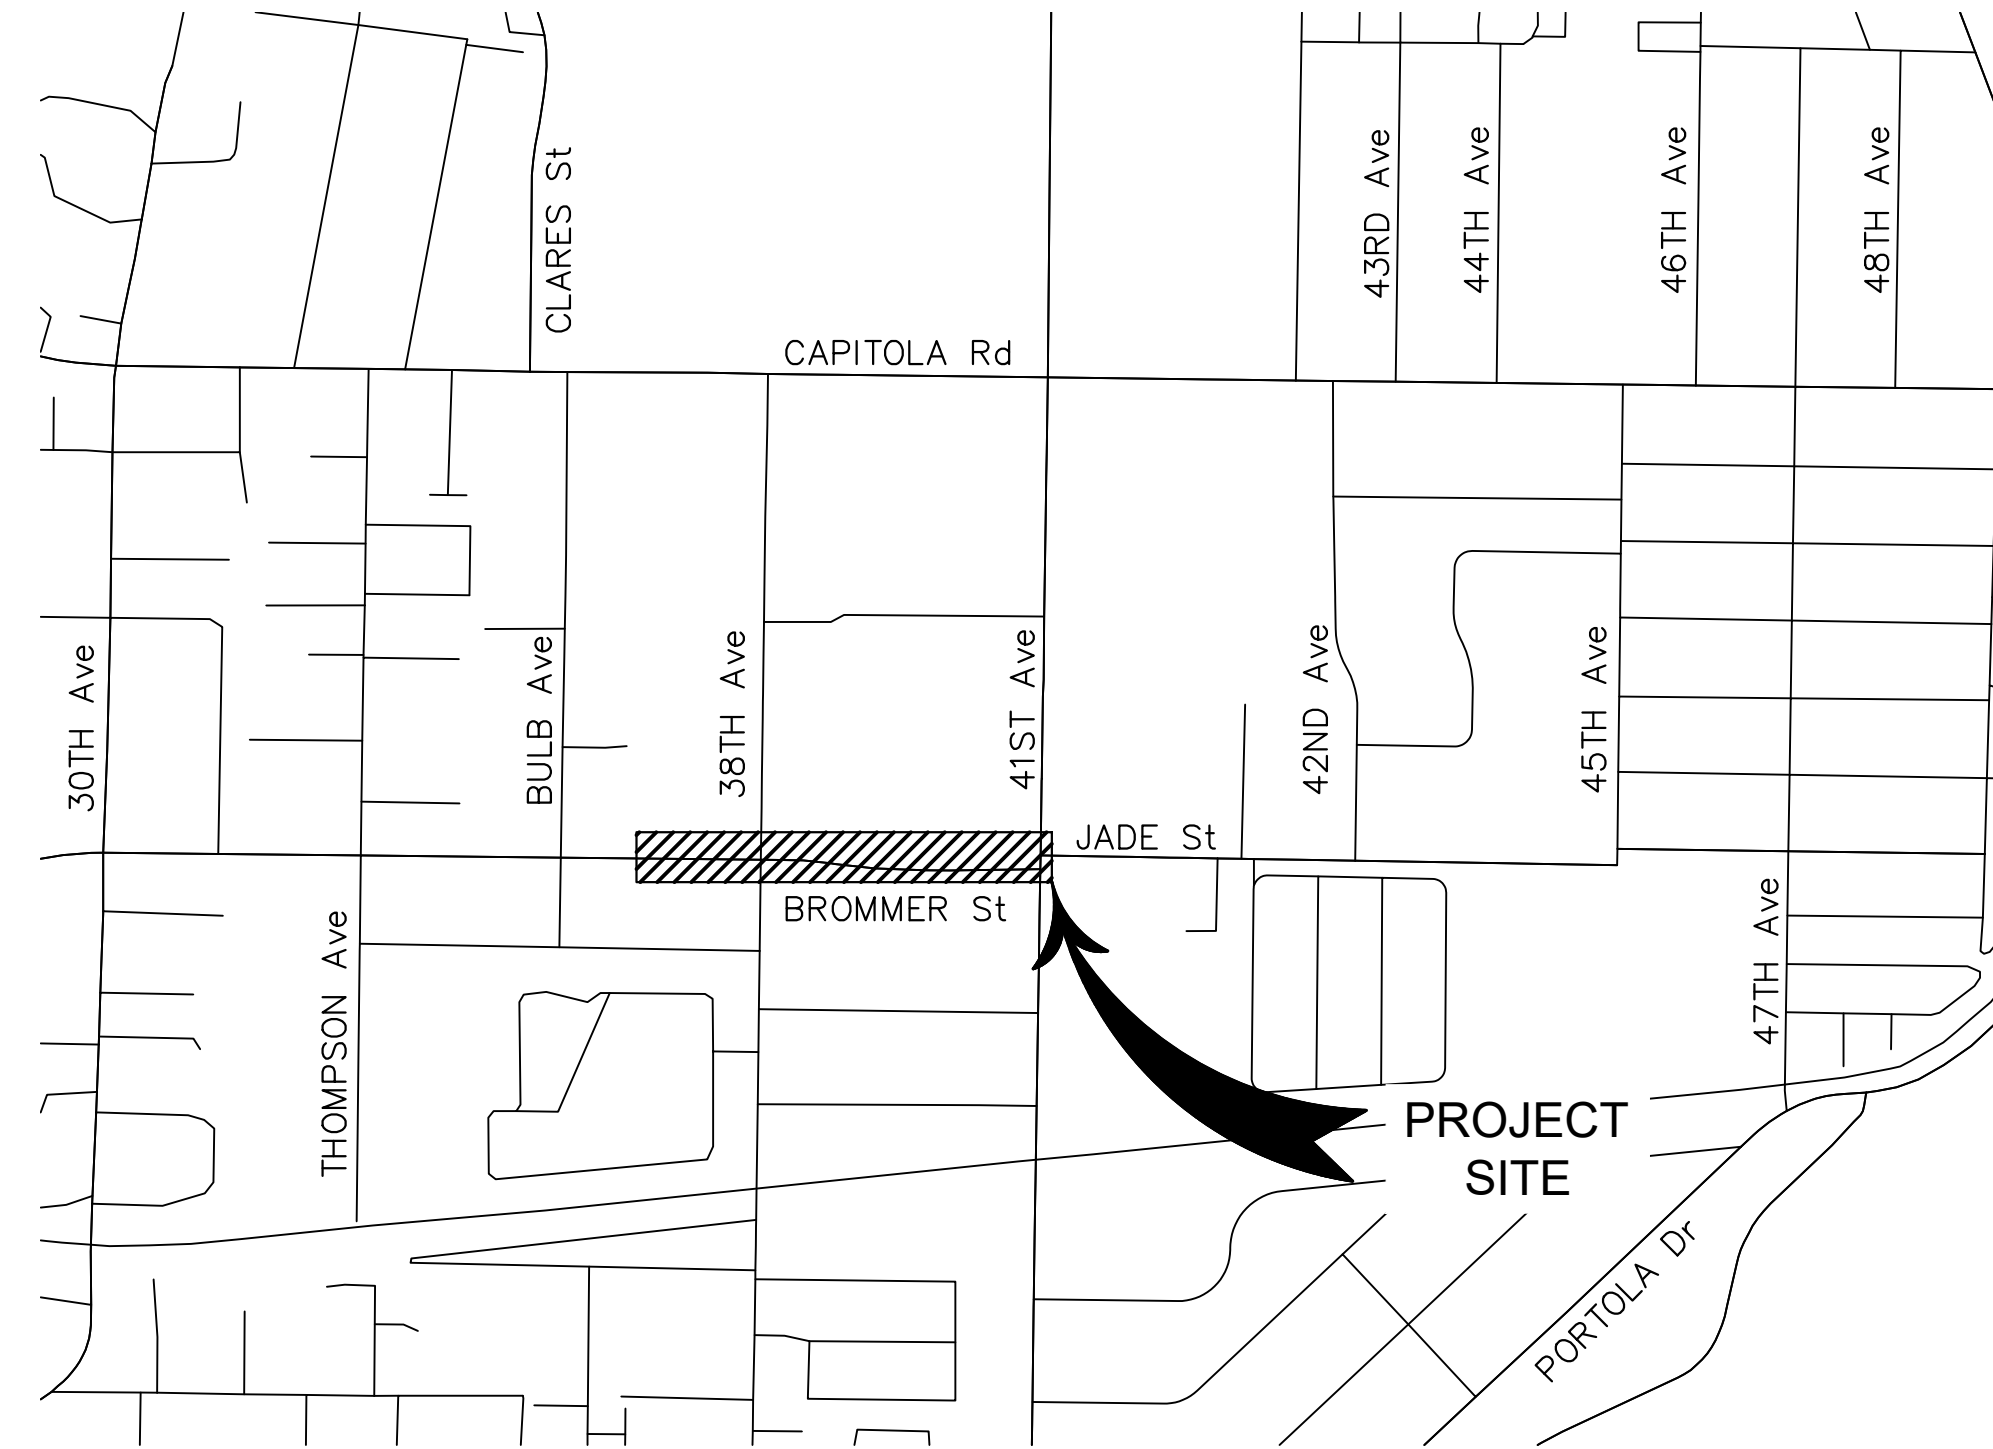 CLARES St
43RD Ave
44TH Ave
46TH Ave
48TH Ave
CAPITOLA Rd
30TH Ave
BULB Ave
38TH Ave
41ST Ave
42ND Ave
45TH Ave
JADE St
BROMMER St
THOMPSON Ave
47TH Ave
PROJECT
SITE
PORTOLA Dr